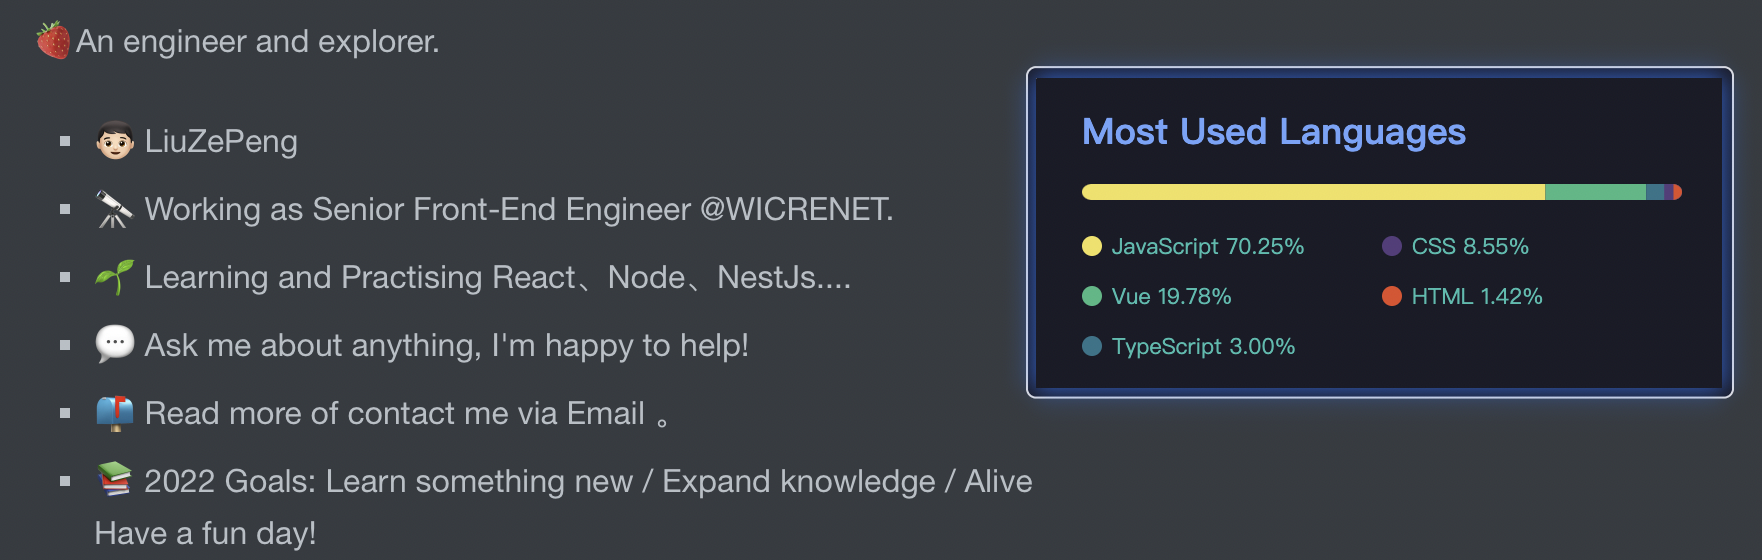 🍓An engineer and explorer.
👦🏻 LiuZePeng
🔭 Working as Senior Front-End Engineer @WICRENET.
🌱 Learning and Practising React、Node、NestJs....
💬 Ask me about anything, I'm happy to help!
📫 Read more of contact me via Email 。
📚 2022 Goals: Learn something new / Expand knowledge / Alive
Have a fun day!
Most Used Languages
JavaScript 70.25%
Vue 19.78%
TypeScript 3.00%
CSS 8.55%
HTML 1.42%